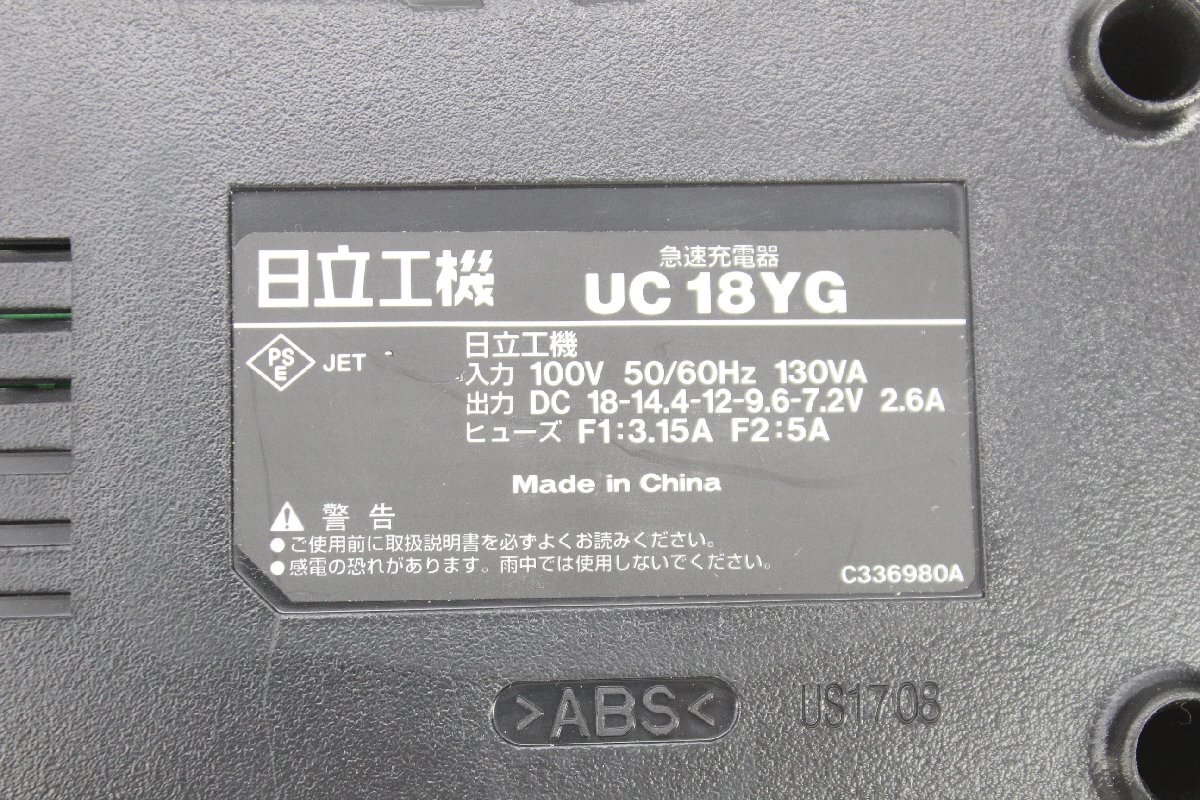 日立工機
急速充電器
UC 18YG
PSE JET
日立工機
入力 100V 50/60Hz 130VA
出力 DC 18-14.4-12-9.6-7.2V 2.6A
ヒューズ F1:3.15A F2:5A
Made in China
警告
●ご使用前に取扱説明書を必ずよくお読みください。
●感電の恐れがあります。雨中では使用しないでください。
C336980A
>ABS<
US1708